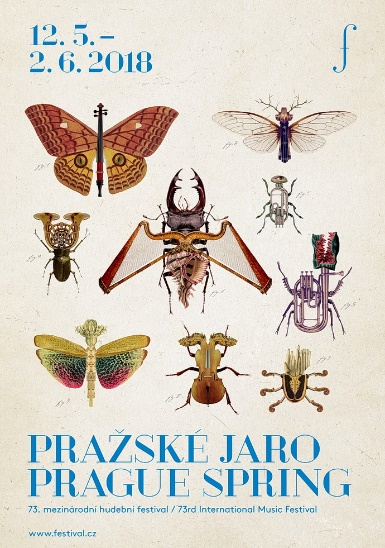 12. 5. –
2. 6. 2018
f
PRAŽSKÉ JARO
PRAGUE SPRING
73. mezinárodní hudební festival / 73rd International Music Festival
www.festival.cz